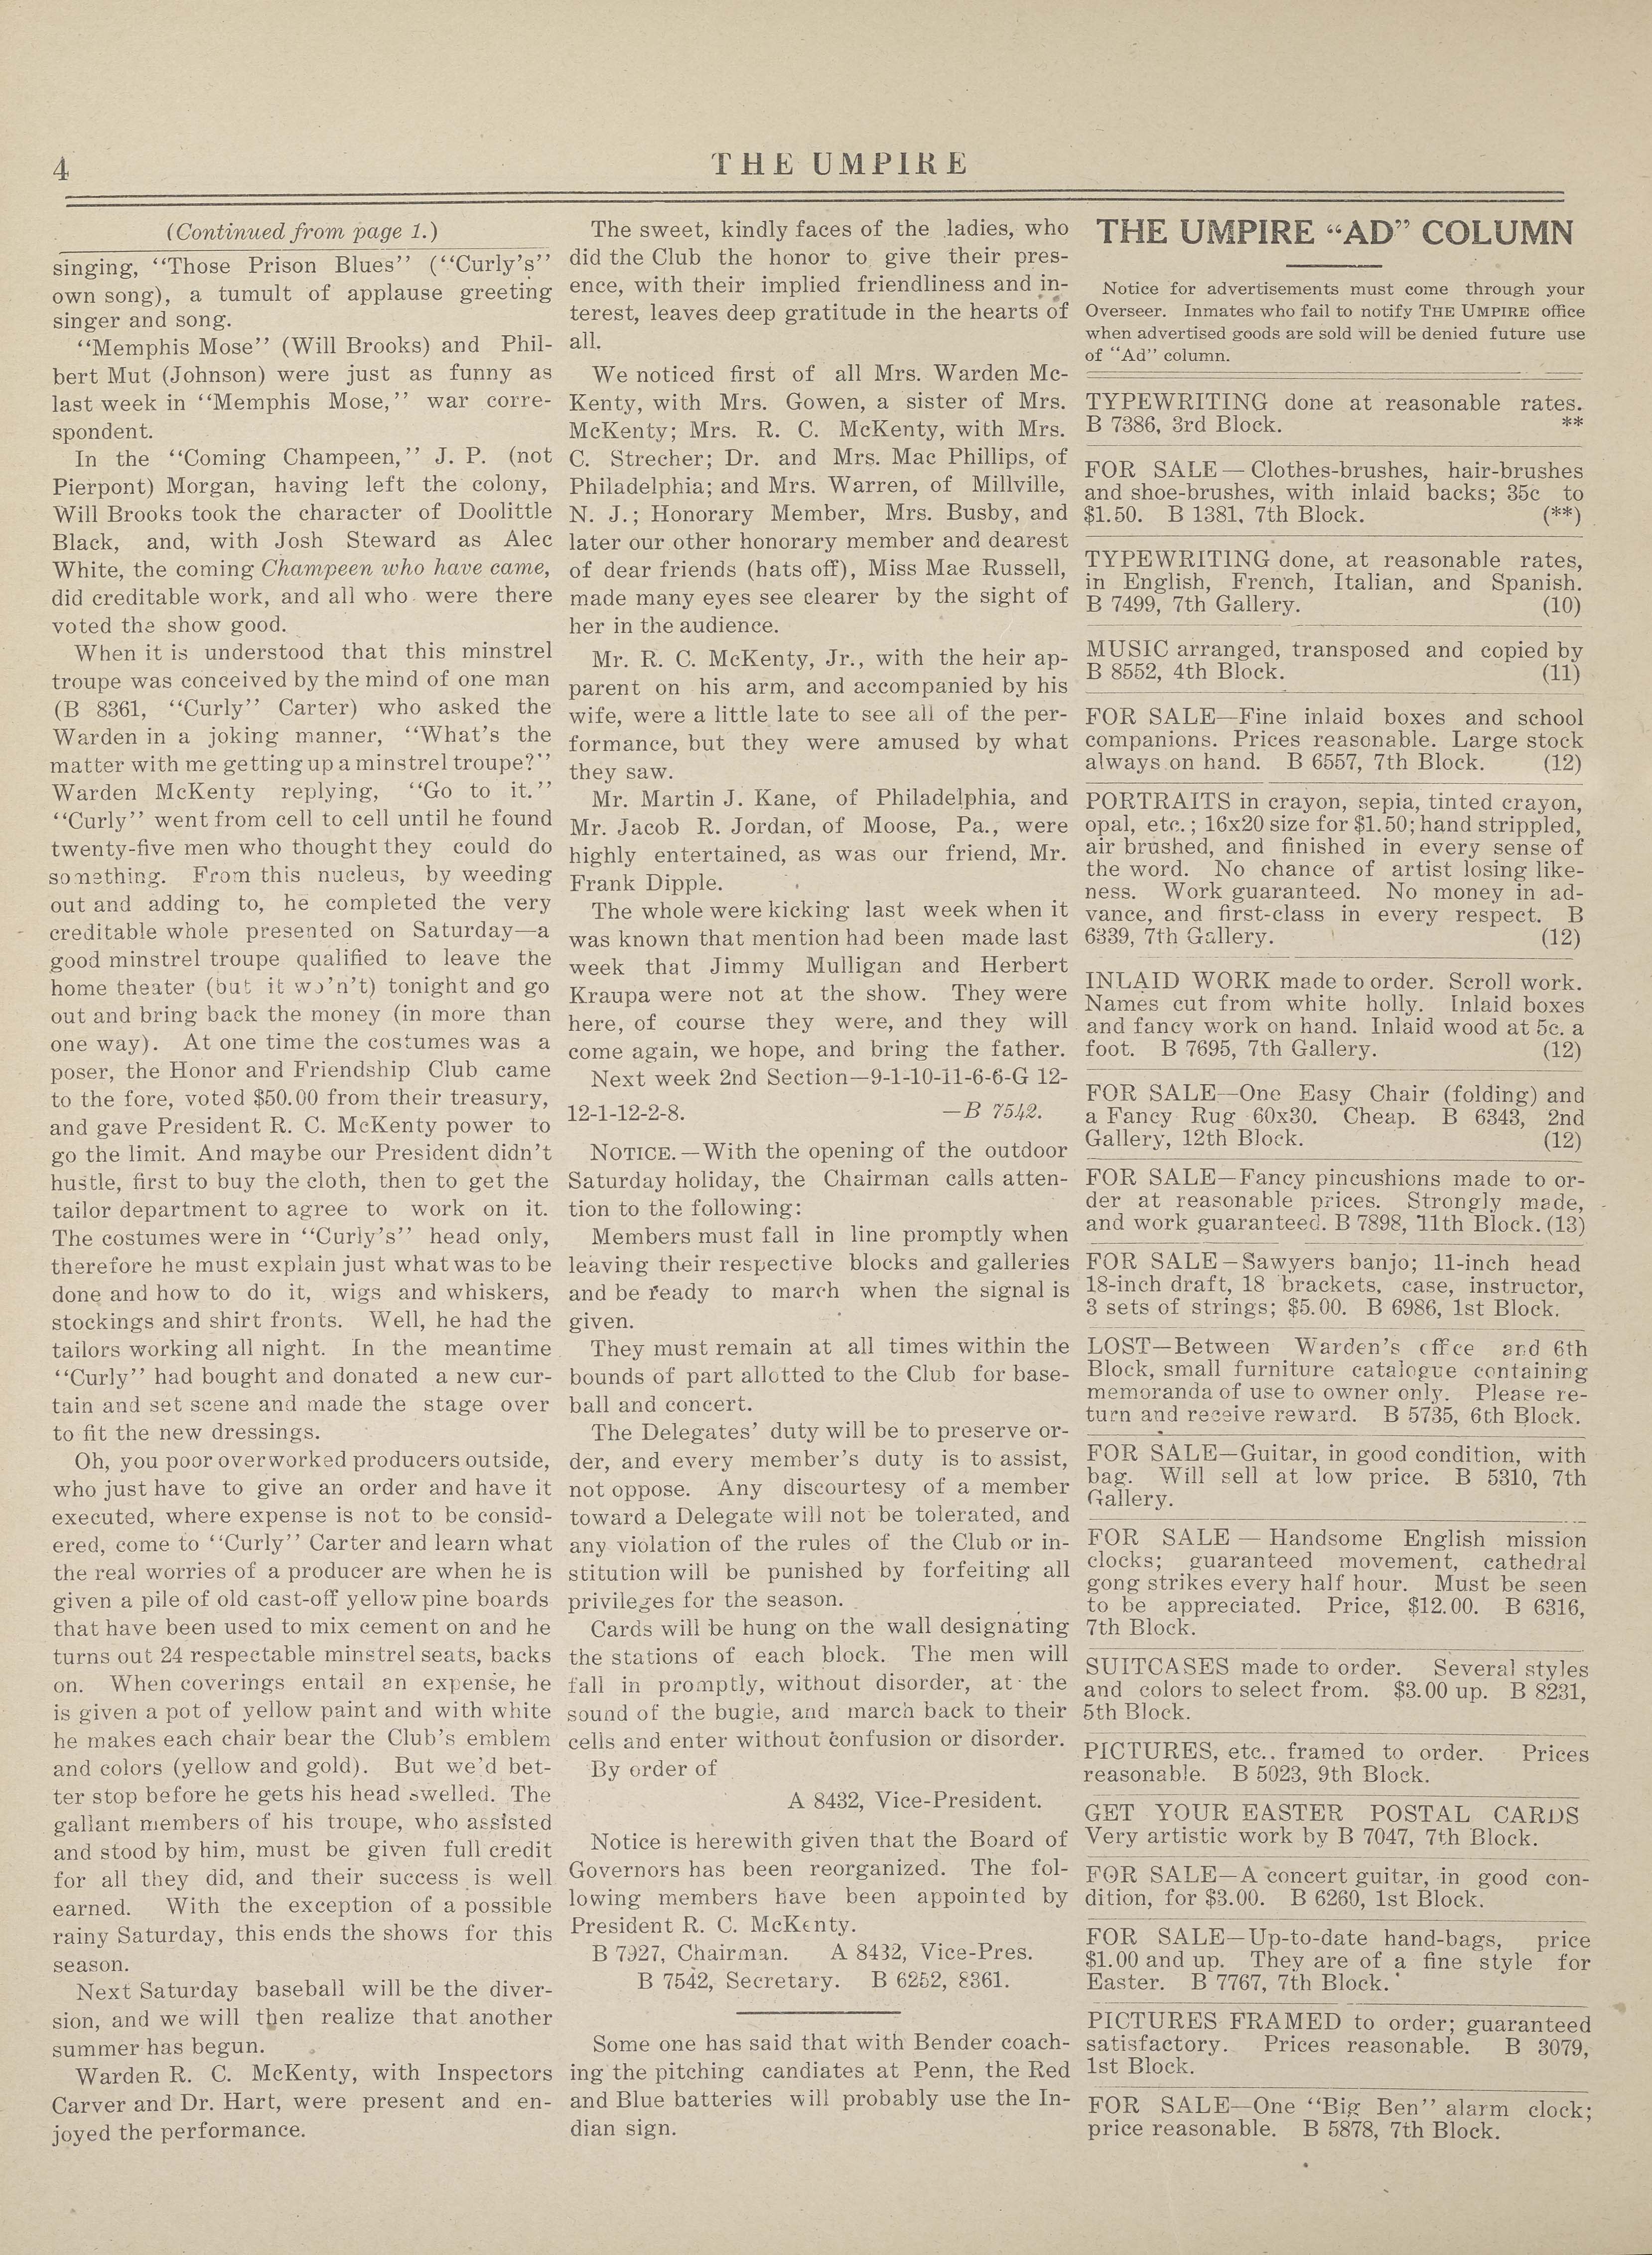 4
THE UMPIRE
(Continued from page 1.)
singing, "Those Prison Blues" ("Curly's"
own song), a tumult of applause greeting
singer and song.
"Memphis Mose" (Will Brooks) and Phil-
bert Mut (Johnson) were just as funny as
last week in "Memphis Mose," war corre-
spondent.
In the "Coming Champeen," J. P. (not
Pierpont) Morgan, having left the colony,
Will Brooks took the character of Doolittle
Black, and, with Josh Steward as Alec
White, the coming Champeen who have came,
did creditable work, and all who were there
voted the show good.
When it is understood that this minstrel
troupe was conceived by the mind of one man
(B 8361, "Curly" Carter) who asked the
Warden in a joking manner, "What's the
matter with me getting up a minstrel troupe?"
Warden McKenty replying, "Go to it."
"Curly" went from cell to cell until he found
twenty-five men who thought they could do
something. From this nucleus, by weeding
out and adding to, he completed the very
creditable whole presented on Saturday—a
good minstrel troupe qualified to leave the
home theater (but it wo'n't) tonight and go
out and bring back the money (in more than
one way). At one time the costumes was a
poser, the Honor and Friendship Club came
to the fore, voted $50.00 from their treasury,
and gave President R. C. McKenty power to
go the limit. And maybe our President didn't
hustle, first to buy the cloth, then to get the
tailor department to agree to work on it.
The costumes were in "Curly's" head only,
therefore he must explain just what was to be
done and how to do it, wigs and whiskers,
stockings and shirt fronts. Well, he had the
tailors working all night. In the meantime
"Curly" had bought and donated a new cur-
tain and set scene and made the stage over
to fit the new dressings.
Oh, you poor overworked producers outside,
who just have to give an order and have it
executed, where expense is not to be consid-
ered, come to "Curly" Carter and learn what
the real worries of a producer are when he is
given a pile of old cast-off yellow pine boards
that have been used to mix cement on and he
turns out 24 respectable minstrel seats, backs
on. When coverings entail an expense, he
is given a pot of yellow paint and with white
he makes each chair bear the Club's emblem
and colors (yellow and gold). But we'd bet-
ter stop before he gets his head swelled. The
gallant members of his troupe, who assisted
and stood by him, must be given full credit
for all they did, and their success is well
earned. With the exception of a possible
rainy Saturday, this ends the shows for this
season.
Next Saturday baseball will be the diver-
sion, and we will then realize that another
summer has begun.
Warden R. C. McKenty, with Inspectors
Carver and Dr. Hart, were present and en-
joyed the performance.
The sweet, kindly faces of the ladies, who
did the Club the honor to give their pres-
ence, with their implied friendliness and in-
terest, leaves deep gratitude in the hearts of
all.
We noticed first of all Mrs. Warden Mc-
Kenty, with Mrs. Gowen, a sister of Mrs.
McKenty; Mrs. R. C. McKenty, with Mrs.
C. Strecher; Dr. and Mrs. Mac Phillips, of
Philadelphia; and Mrs. Warren, of Millville,
N. J.; Honorary Member, Mrs. Busby, and
later our other honorary member and dearest
of dear friends (hats off), Miss Mae Russell,
made many eyes see clearer by the sight of
her in the audience.
Mr. R. C. McKenty, Jr., with the heir ap-
parent on his arm, and accompanied by his
wife, were a little late to see all of the per-
formance, but they were amused by what
they saw.
Mr. Martin J. Kane, of Philadelphia, and
Mr. Jacob R. Jordan, of Moose, Pa., were
highly entertained, as was our friend, Mr.
Frank Dipple.
The whole were kicking last week when it
was known that mention had been made last
week that Jimmy Mulligan and Herbert
Kraupa were not at the show. They were
here, of course they were, and they will
come again, we hope, and bring the father.
Next week 2nd Section—9-1-10-11-6-6-G 12-
12-1-12-2-8. —B 7542.
NOTICE.—With the opening of the outdoor
Saturday holiday, the Chairman calls atten-
tion to the following:
Members must fall in line promptly when
leaving their respective blocks and galleries
and be ready to march when the signal is
given.
They must remain at all times within the
bounds of part allotted to the Club for base-
ball and concert.
The Delegates' duty will be to preserve or-
der, and every member's duty is to assist,
not oppose. Any discourtesy of a member
toward a Delegate will not be tolerated, and
any violation of the rules of the Club or in-
stitution will be punished by forfeiting all
privileges for the season.
Cards will be hung on the wall designating
the stations of each block. The men will
fall in promptly, without disorder, at the
sound of the bugle, and march back to their
cells and enter without confusion or disorder.
By order of
A 8432, Vice-President.
Notice is herewith given that the Board of
Governors has been reorganized. The fol-
lowing members have been appointed by
President R. C. McKenty.
B 7927, Chairman. A 8432, Vice-Pres.
B 7542, Secretary. B 6252, 8361.
Some one has said that with Bender coach-
ing the pitching candiates at Penn, the Red
and Blue batteries will probably use the In-
dian sign.
THE UMPIRE "AD" COLUMN
Notice for advertisements must come through your
Overseer. Inmates who fail to notify THE UMPIRE office
when advertised goods are sold will be denied future use
of "Ad" column.
TYPEWRITING done at reasonable rates.
B 7386, 3rd Block. **
FOR SALE — Clothes-brushes, hair-brushes
and shoe-brushes, with inlaid backs; 35c to
$1.50. B 1381, 7th Block. (**)
TYPEWRITING done, at reasonable rates,
in English, French, Italian, and Spanish.
B 7499, 7th Gallery. (10)
MUSIC arranged, transposed and copied by
B 8552, 4th Block. (11)
FOR SALE—Fine inlaid boxes and school
companions. Prices reasonable. Large stock
always on hand. B 6557, 7th Block. (12)
PORTRAITS in crayon, sepia, tinted crayon,
opal, etc.; 16x20 size for $1.50; hand strippled,
air brushed, and finished in every sense of
the word. No chance of artist losing like-
ness. Work guaranteed. No money in ad-
vance, and first-class in every respect. B
6339, 7th Gallery. (12)
INLAID WORK made to order. Scroll work.
Names cut from white holly. Inlaid boxes
and fancy work on hand. Inlaid wood at 5c. a
foot. B 7695, 7th Gallery. (12)
FOR SALE—One Easy Chair (folding) and
a Fancy Rug 60x30. Cheap. B 6343, 2nd
Gallery, 12th Block. (12)
FOR SALE—Fancy pincushions made to or-
der at reasonable prices. Strongly made,
and work guaranteed. B 7898, 11th Block. (13)
FOR SALE—Sawyers banjo; 11-inch head
18-inch draft, 18 brackets, case, instructor,
3 sets of strings; $5.00. B 6986, 1st Block.
LOST—Between Warden's office and 6th
Block, small furniture catalogue containing
memoranda of use to owner only. Please re-
turn and receive reward. B 5735, 6th Block.
FOR SALE—Guitar, in good condition, with
bag. Will sell at low price. B 5310, 7th
Gallery.
FOR SALE — Handsome English mission
clocks; guaranteed movement, cathedral
gong strikes every half hour. Must be seen
to be appreciated. Price, $12.00. B 6316,
7th Block.
SUITCASES made to order. Several styles
and colors to select from. $3.00 up. B 8231,
5th Block.
PICTURES, etc., framed to order. Prices
reasonable. B 5023, 9th Block.
GET YOUR EASTER POSTAL CARDS
Very artistic work by B 7047, 7th Block.
FOR SALE—A concert guitar, in good con-
dition, for $3.00. B 6260, 1st Block.
FOR SALE—Up-to-date hand-bags, price
$1.00 and up. They are of a fine style for
Easter. B 7767, 7th Block.
PICTURES FRAMED to order; guaranteed
satisfactory. Prices reasonable. B 3079,
1st Block.
FOR SALE—One "Big Ben" alarm clock;
price reasonable. B 5878, 7th Block.